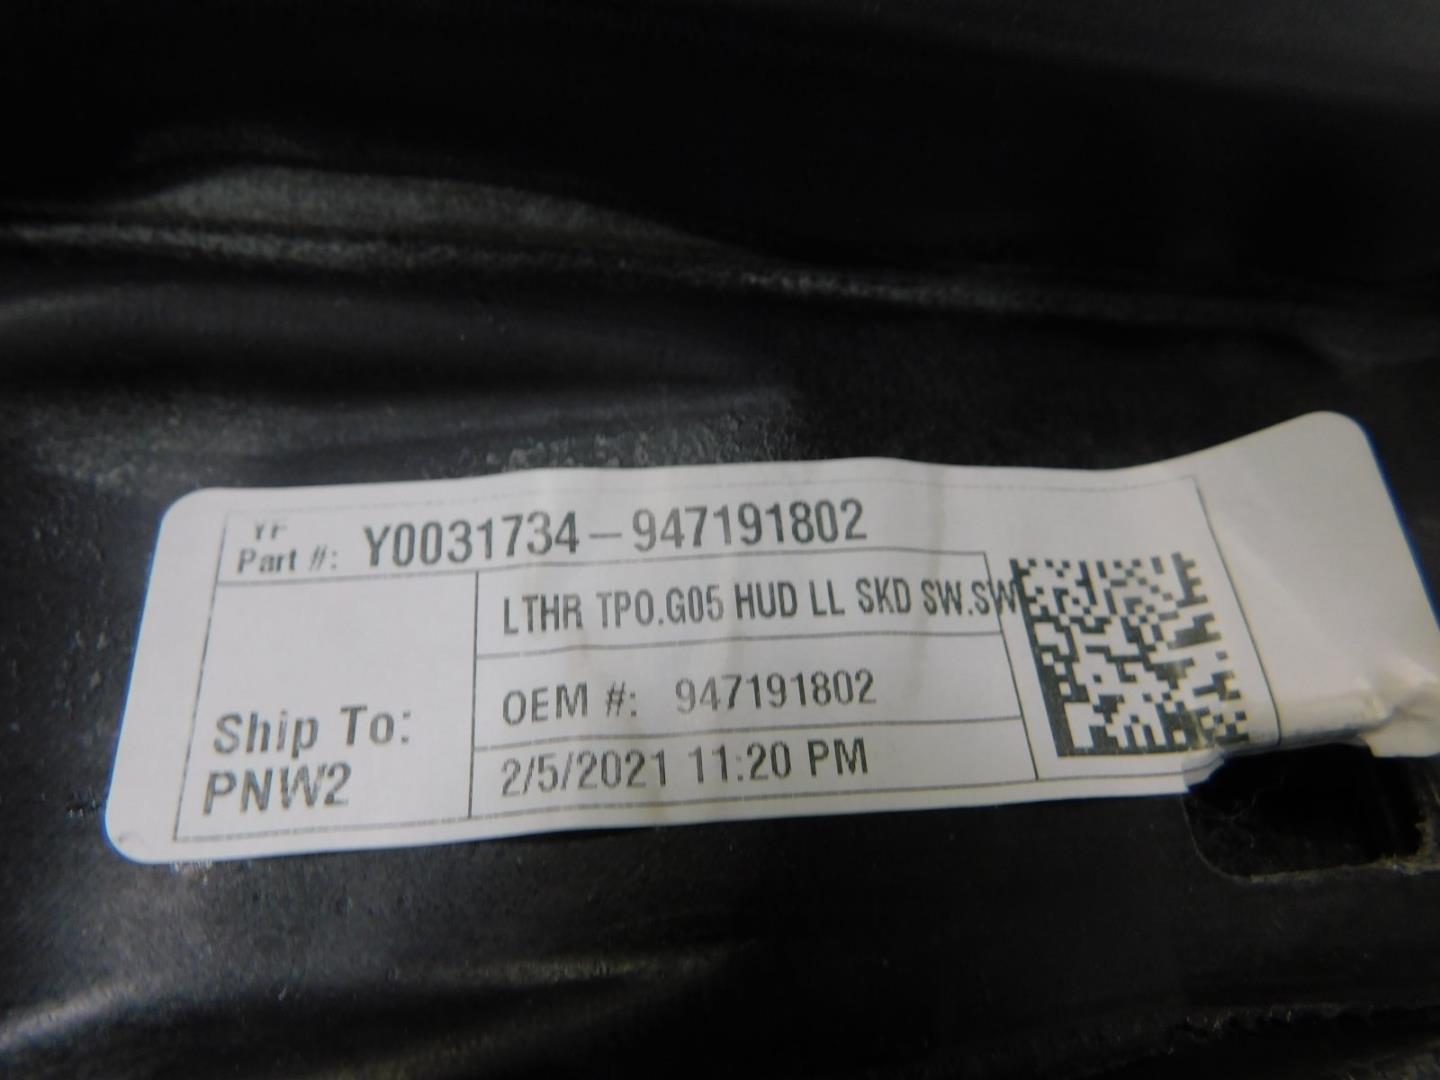 YF
Part #: Y0031734-947191802
LTHR TPO.G05 HUD LL SKD SW.SW
OEM #: 947191802
Ship To:
PNW2
2/5/2021 11:20 PM